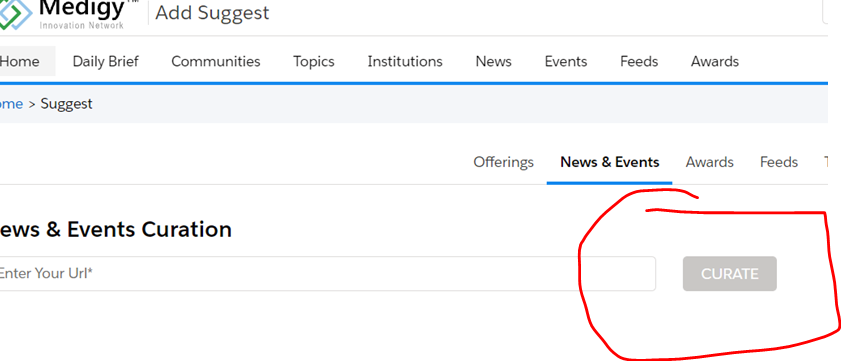 Medigy™
Innovation Network
Add Suggest
Home Daily Brief Communities Topics Institutions News Events Feeds Awards
ome > Suggest
Offerings News & Events Awards Feeds T
ews & Events Curation
Enter Your Url*
CURATE